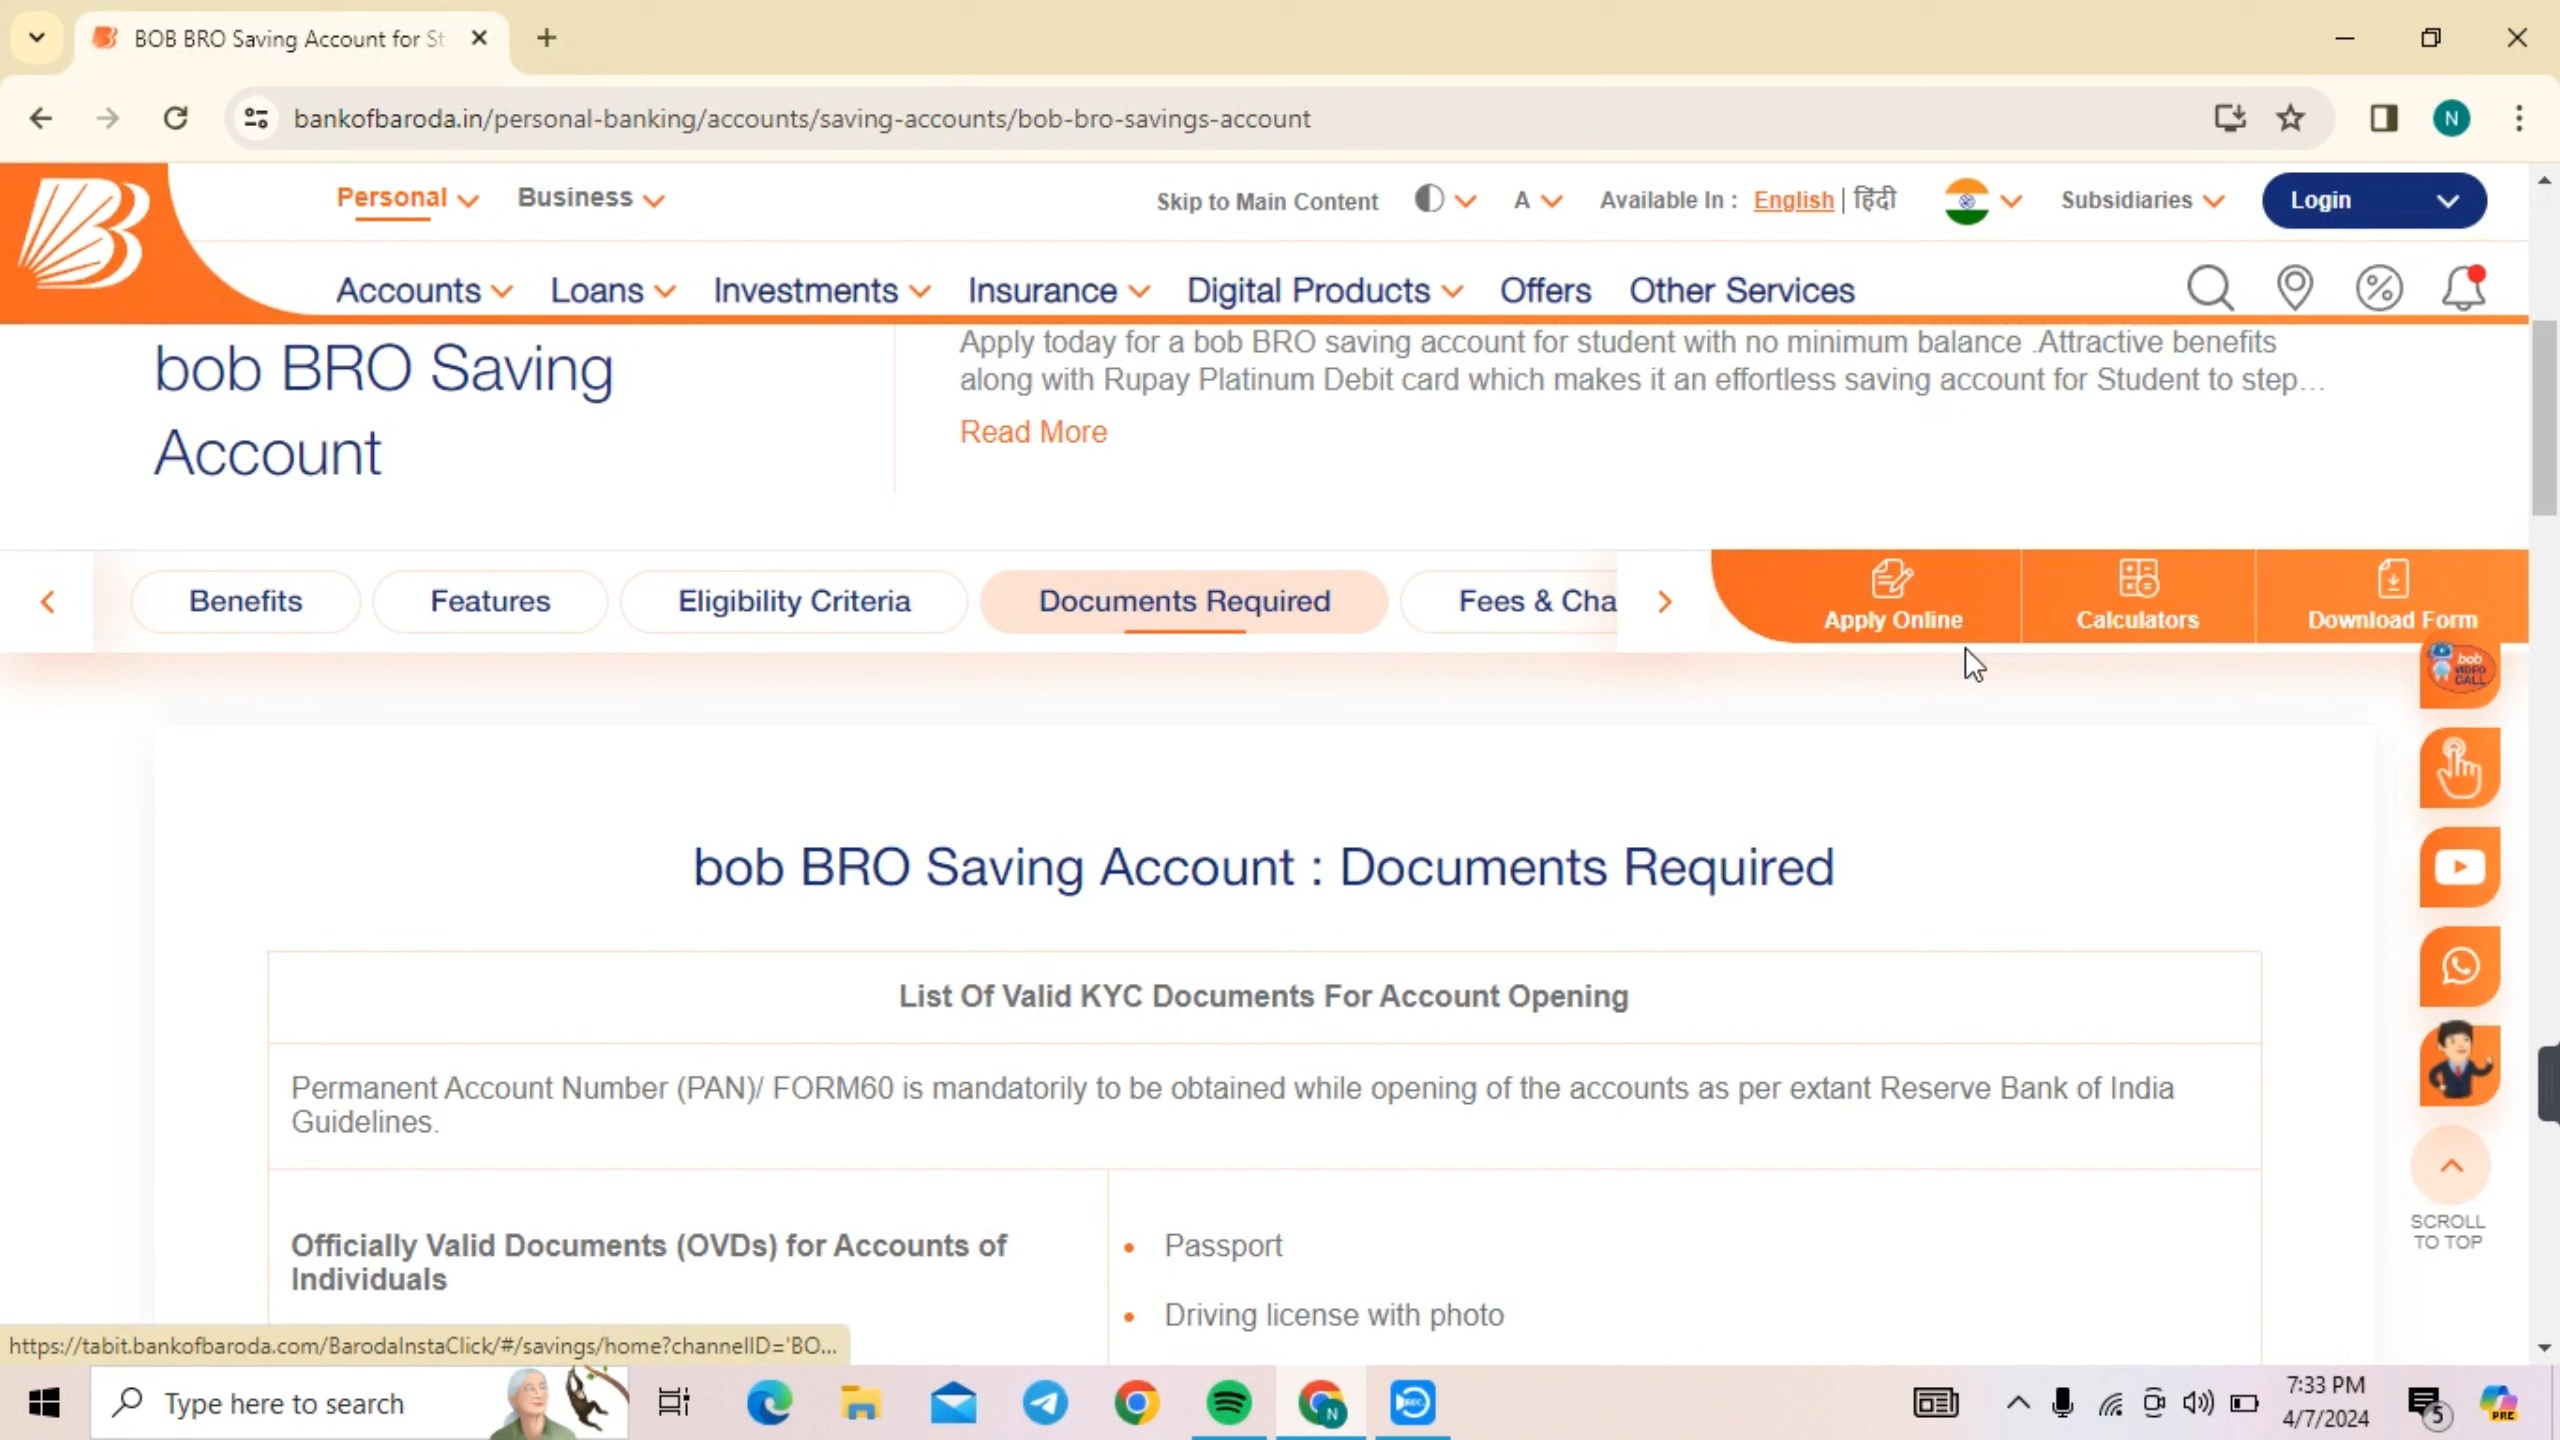 BOB BRO Saving Account for St
bankofbaroda.in/personal-banking/accounts/saving-accounts/bob-bro-savings-account
N
Personal Business Skip to Main Content A Available In : English | हिंदी Subsidiaries Login
Accounts Loans Investments Insurance Digital Products Offers Other Services
bob BRO Saving
Account
Apply today for a bob BRO saving account for student with no minimum balance .Attractive benefits
along with Rupay Platinum Debit card which makes it an effortless saving account for Student to step...
Read More
Benefits Features Eligibility Criteria Documents Required Fees & Cha
Apply Online Calculators Download Form
bob
VIDEO
CALL
bob BRO Saving Account : Documents Required
List Of Valid KYC Documents For Account Opening
Permanent Account Number (PAN)/ FORM60 is mandatorily to be obtained while opening of the accounts as per extant Reserve Bank of India
Guidelines.
Officially Valid Documents (OVDs) for Accounts of
Individuals
• Passport
• Driving license with photo
SCROLL
TO TOP
https://tabit.bankofbaroda.com/BarodaInstaClick/#/savings/home?channelID='BO...
Type here to search
N
REC
7:33 PM
4/7/2024
5
PRE